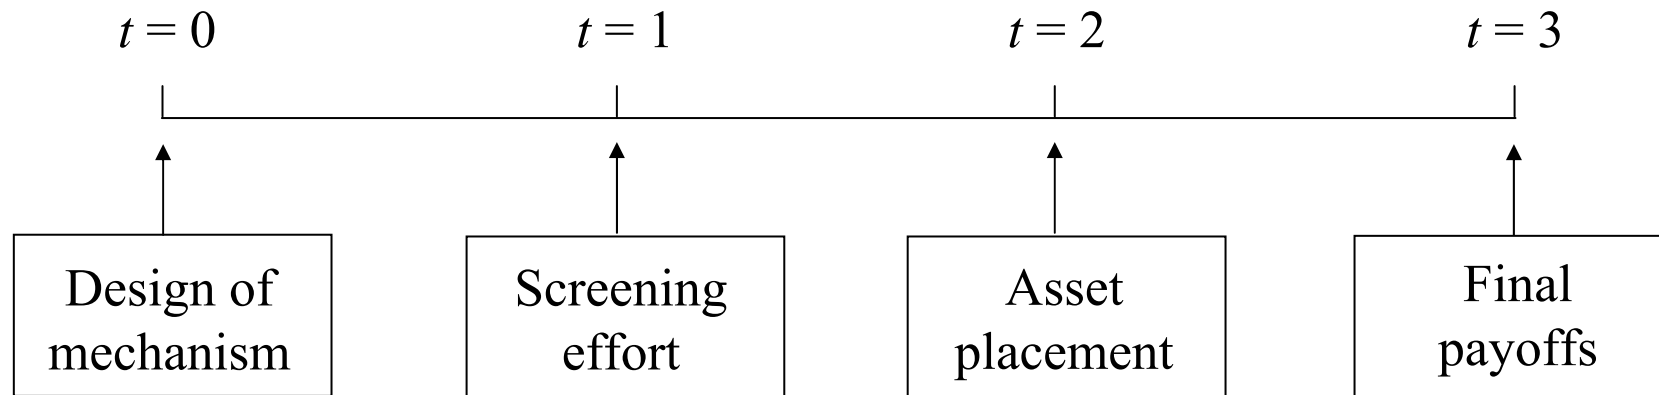 t = 0
t = 1
t = 2
t = 3
Design of
mechanism
Screening
effort
Asset
placement
Final
payoffs